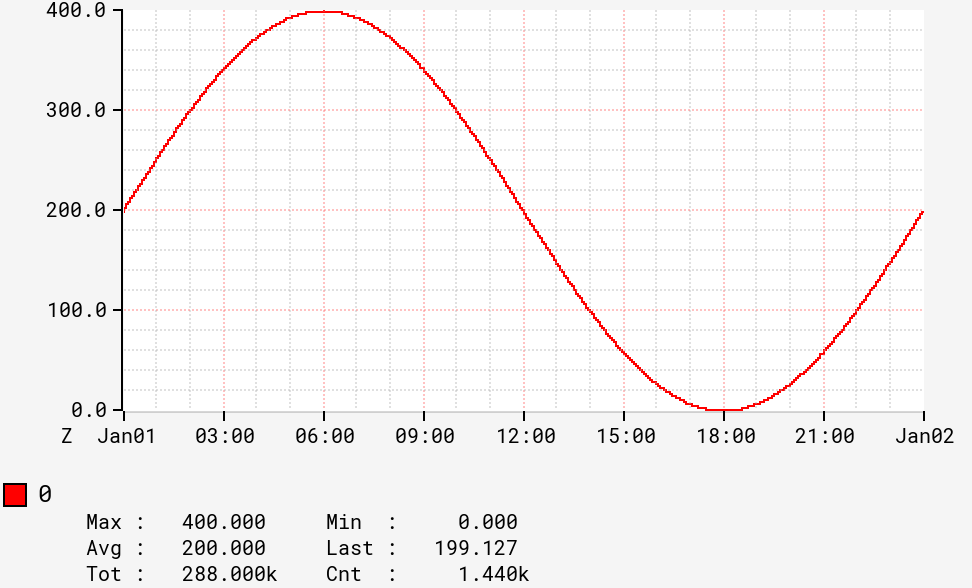 400.0
300.0
200.0
100.0
0.0
Z Jan01 03:00 06:00 09:00 12:00 15:00 18:00 21:00 Jan02
0
Max : 400.000 Min : 0.000
Avg : 200.000 Last : 199.127
Tot : 288.000k Cnt : 1.440k